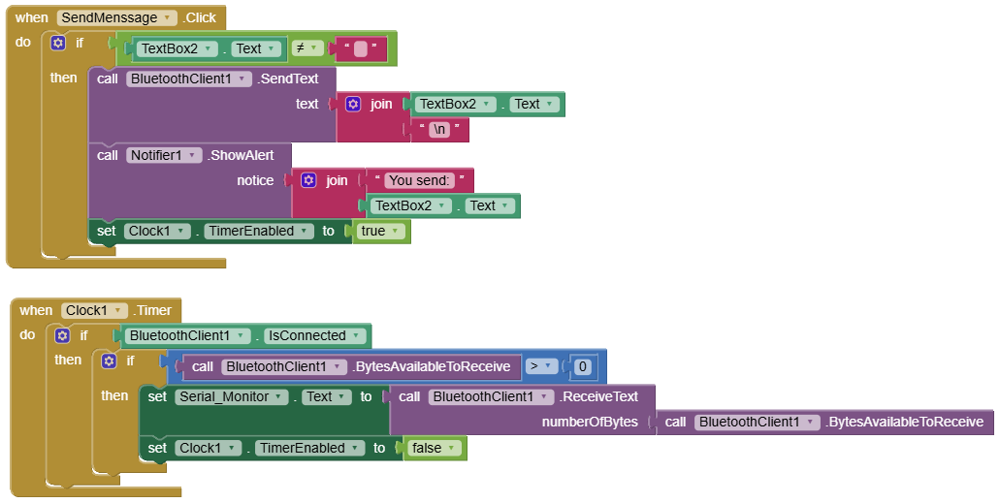 when SendMenssage .Click
do if TextBox2 . Text ≠ “ ”
then call BluetoothClient1 .SendText
text join TextBox2 . Text
“ \n ”
call Notifier1 .ShowAlert
notice join “ You send: ”
TextBox2 . Text
set Clock1 . TimerEnabled to true
when Clock1 .Timer
do if BluetoothClient1 . IsConnected
then if call BluetoothClient1 .BytesAvailableToReceive > 0
then set Serial_Monitor . Text to call BluetoothClient1 .ReceiveText
numberOfBytes call BluetoothClient1 .BytesAvailableToReceive
set Clock1 . TimerEnabled to false